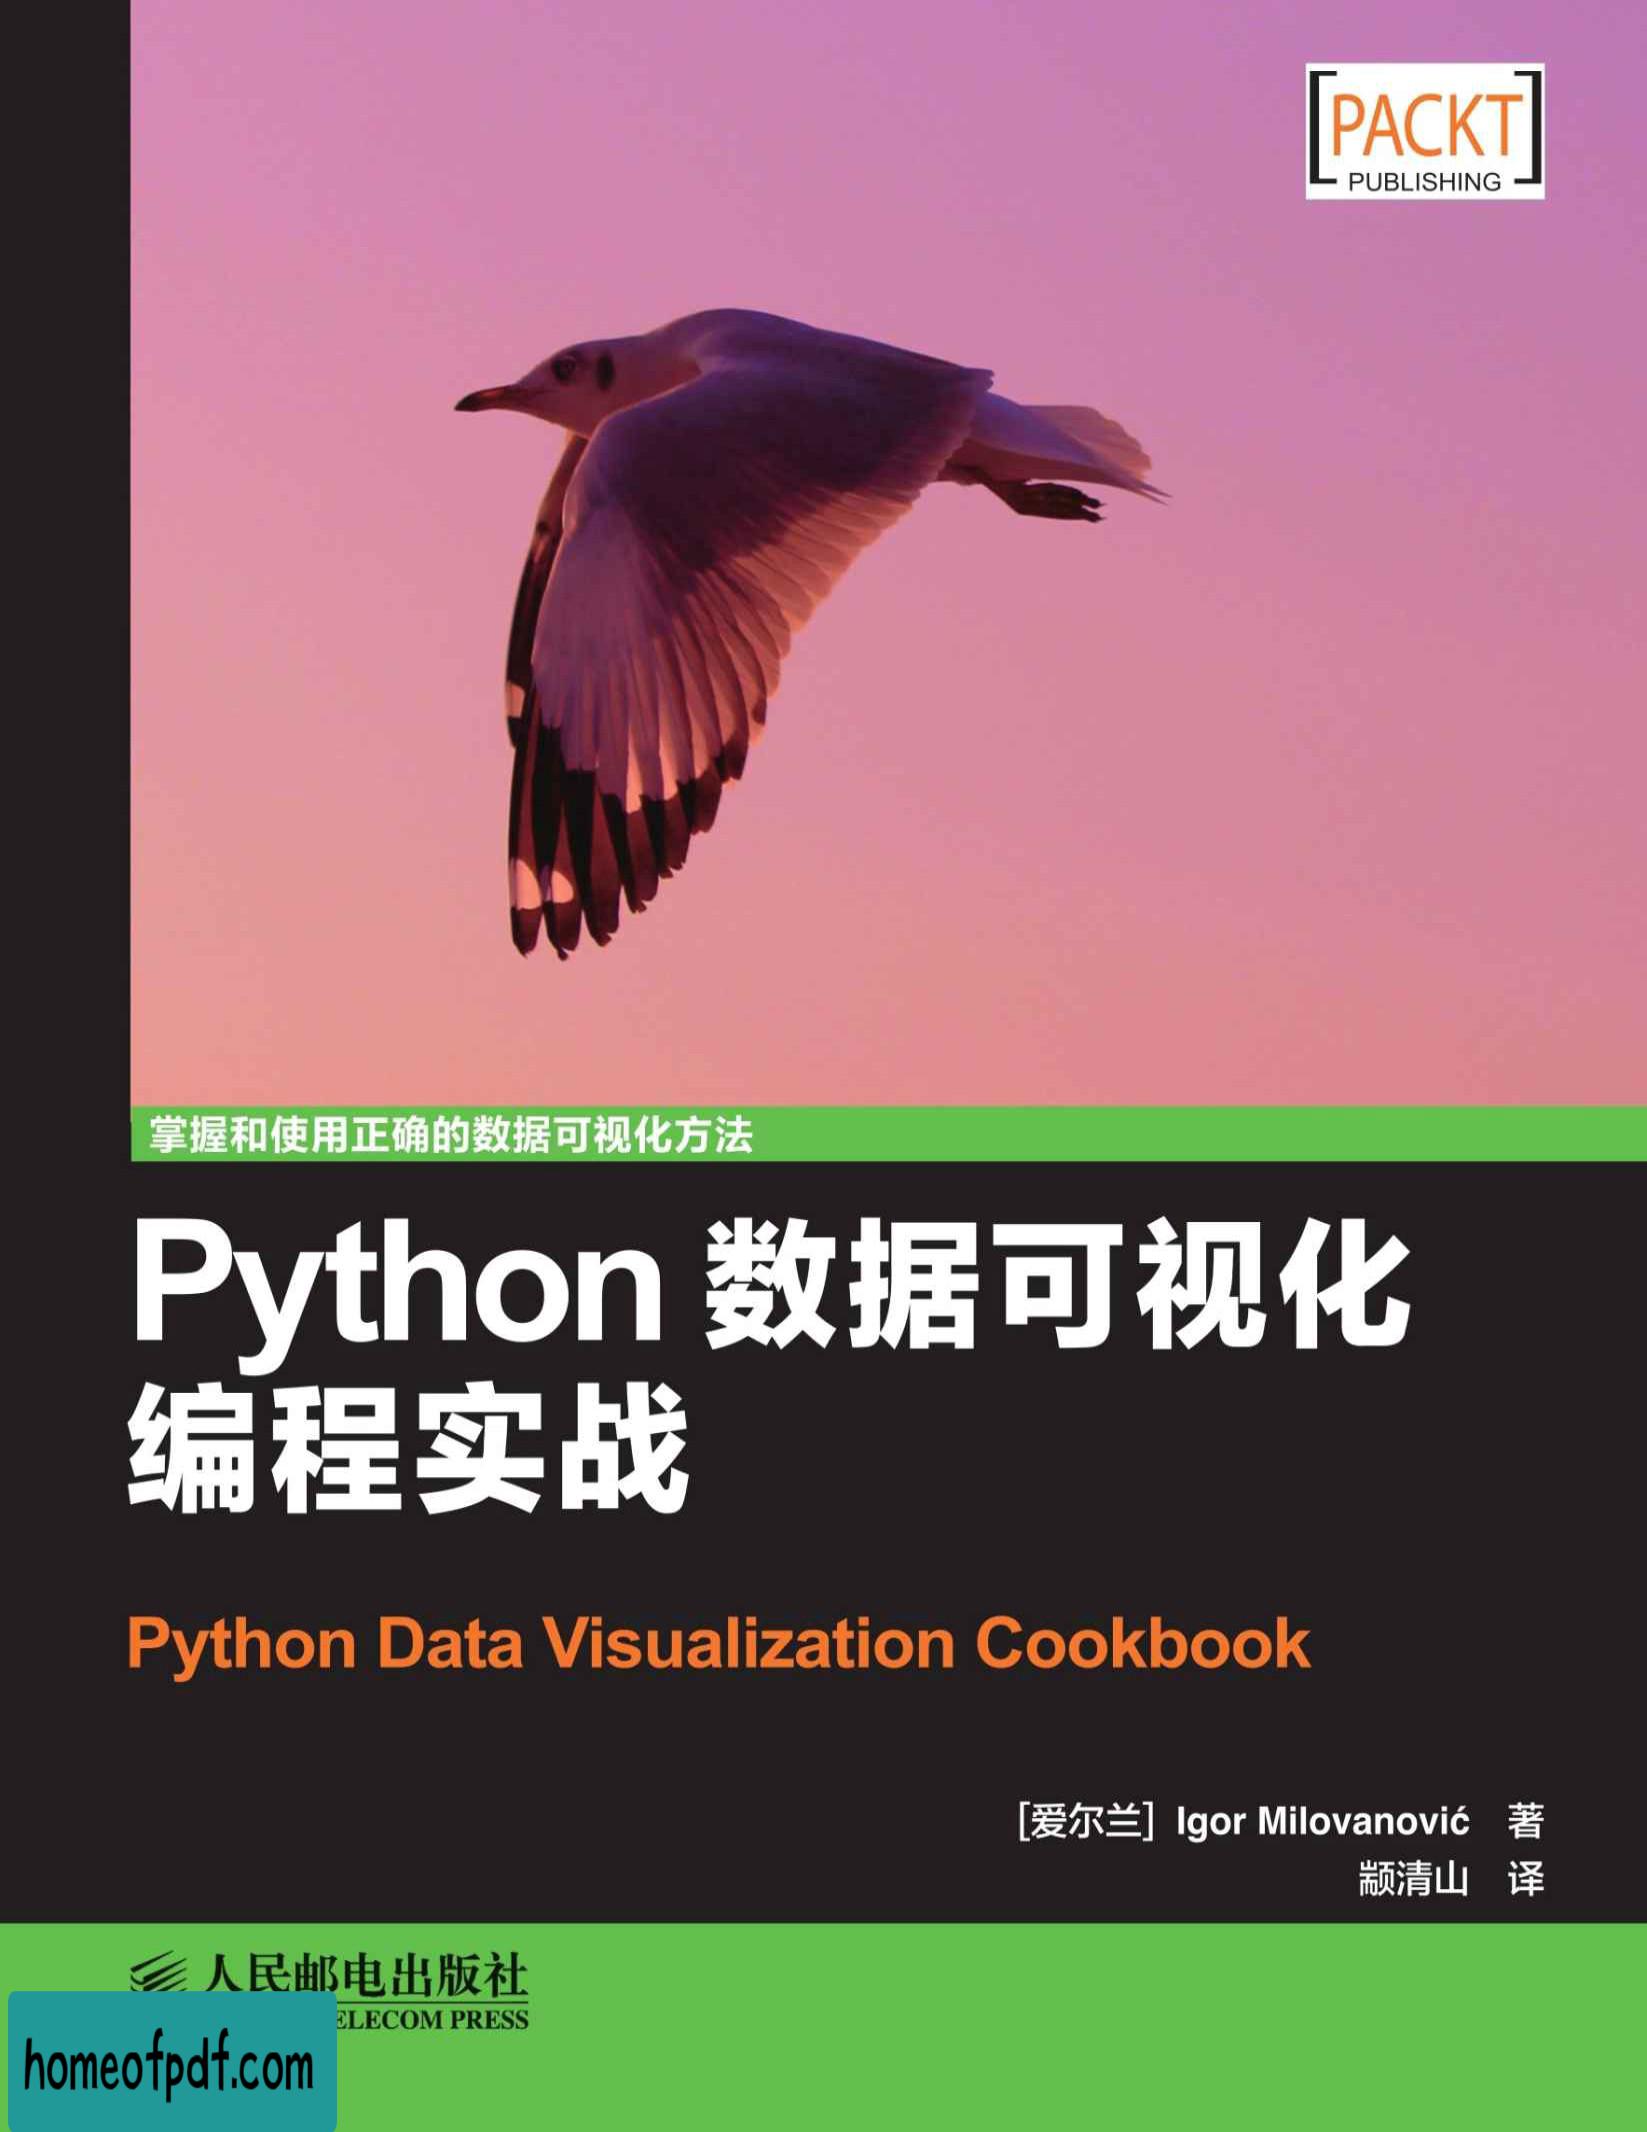 PACKT
PUBLISHING
掌握和使用正确的数据可视化方法
Python 数据可视化
编程实战
Python Data Visualization Cookbook
[爱尔兰] Igor Milovanović 著
颛清山 译
人民邮电出版社
ELECOM PRESS
homeofpdf.com